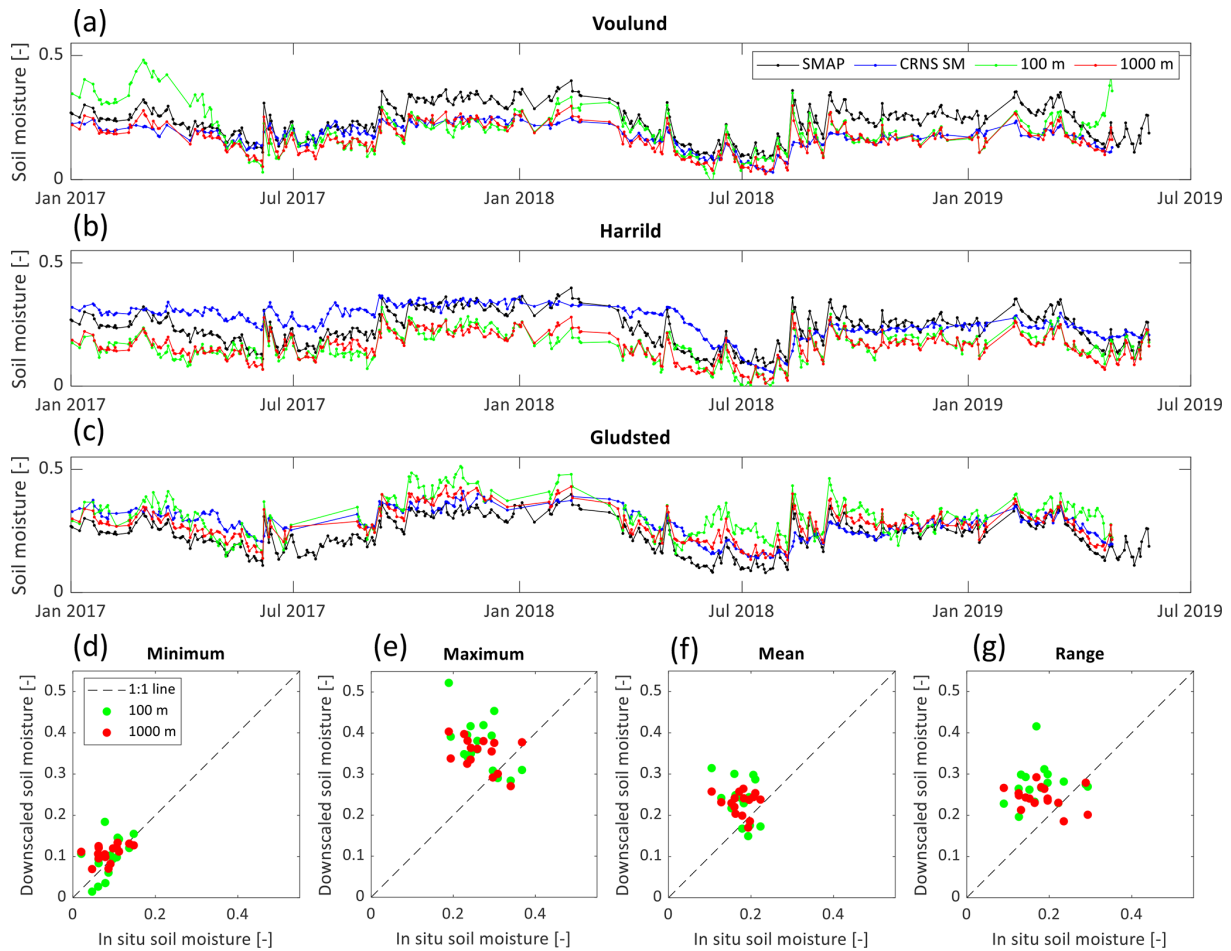 (a)
Voulund
Soil moisture [-]
0.5
0
SMAP CRNS SM 100 m 1000 m
Jan 2017 Jul 2017 Jan 2018 Jul 2018 Jan 2019 Jul 2019
(b)
Harrild
Soil moisture [-]
0.5
0
Jan 2017 Jul 2017 Jan 2018 Jul 2018 Jan 2019 Jul 2019
(c)
Gludsted
Soil moisture [-]
0.5
0
Jan 2017 Jul 2017 Jan 2018 Jul 2018 Jan 2019 Jul 2019
(d)
Minimum
Downscaled soil moisture [-]
0.5
0.4
0.3
0.2
0.1
0
1:1 line
100 m
1000 m
0 0.2 0.4
In situ soil moisture [-]
(e)
Maximum
Downscaled soil moisture [-]
0.5
0.4
0.3
0.2
0.1
0
0 0.2 0.4
In situ soil moisture [-]
(f)
Mean
Downscaled soil moisture [-]
0.5
0.4
0.3
0.2
0.1
0
0 0.2 0.4
In situ soil moisture [-]
(g)
Range
Downscaled soil moisture [-]
0.5
0.4
0.3
0.2
0.1
0
0 0.2 0.4
In situ soil moisture [-]